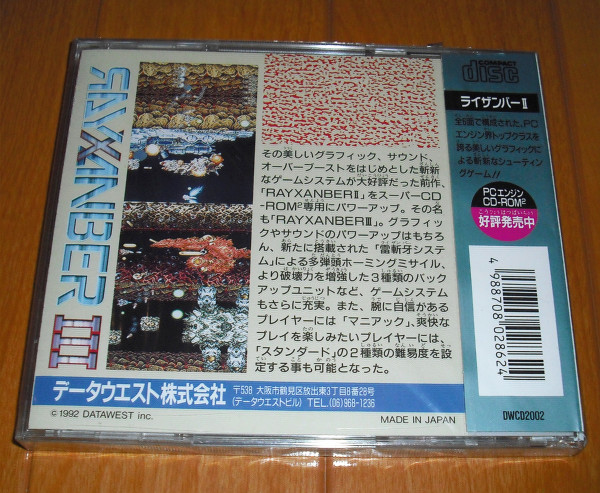 RAYXANBER III
その美しいグラフィック、サウンド、
オーバーブーストをはじめとした斬新
なゲームシステムが大好評だった前作、
「RAYXANBERⅡ」をスーパーCD
-ROM²専用にパワーアップ。その名
も「RAYXANBERⅢ」。グラフィッ
クやサウンドのパワーアップはもちろ
ん、新たに搭載された「雷斬牙システ
ム」による多弾頭ホーミングミサイル、
より破壊力を増強した3種類のバック
アップユニットなど、ゲームシステム
もさらに充実。また、腕に自信がある
プレイヤーには「マニアック」、爽快な
プレイを楽しみたいプレイヤーには、
「スタンダード」の2種類の難易度を設
定する事も可能となった。
データウエスト株式会社
〒538 大阪市鶴見区放出東3丁目8番28号
(データウエストビル) TEL.(06)968-1236
©1992 DATAWEST inc.
MADE IN JAPAN
COMPACT
disc
ライザンバーⅡ
全6面で構成された、PC
エンジン界トップクラスを
誇る美しいグラフィックに
よる斬新なシューティン
グゲーム!!
PCエンジン
CD-ROM²
こうひょうはつばいちゅう
好評発売中
4 988708 028624
DWCD2002